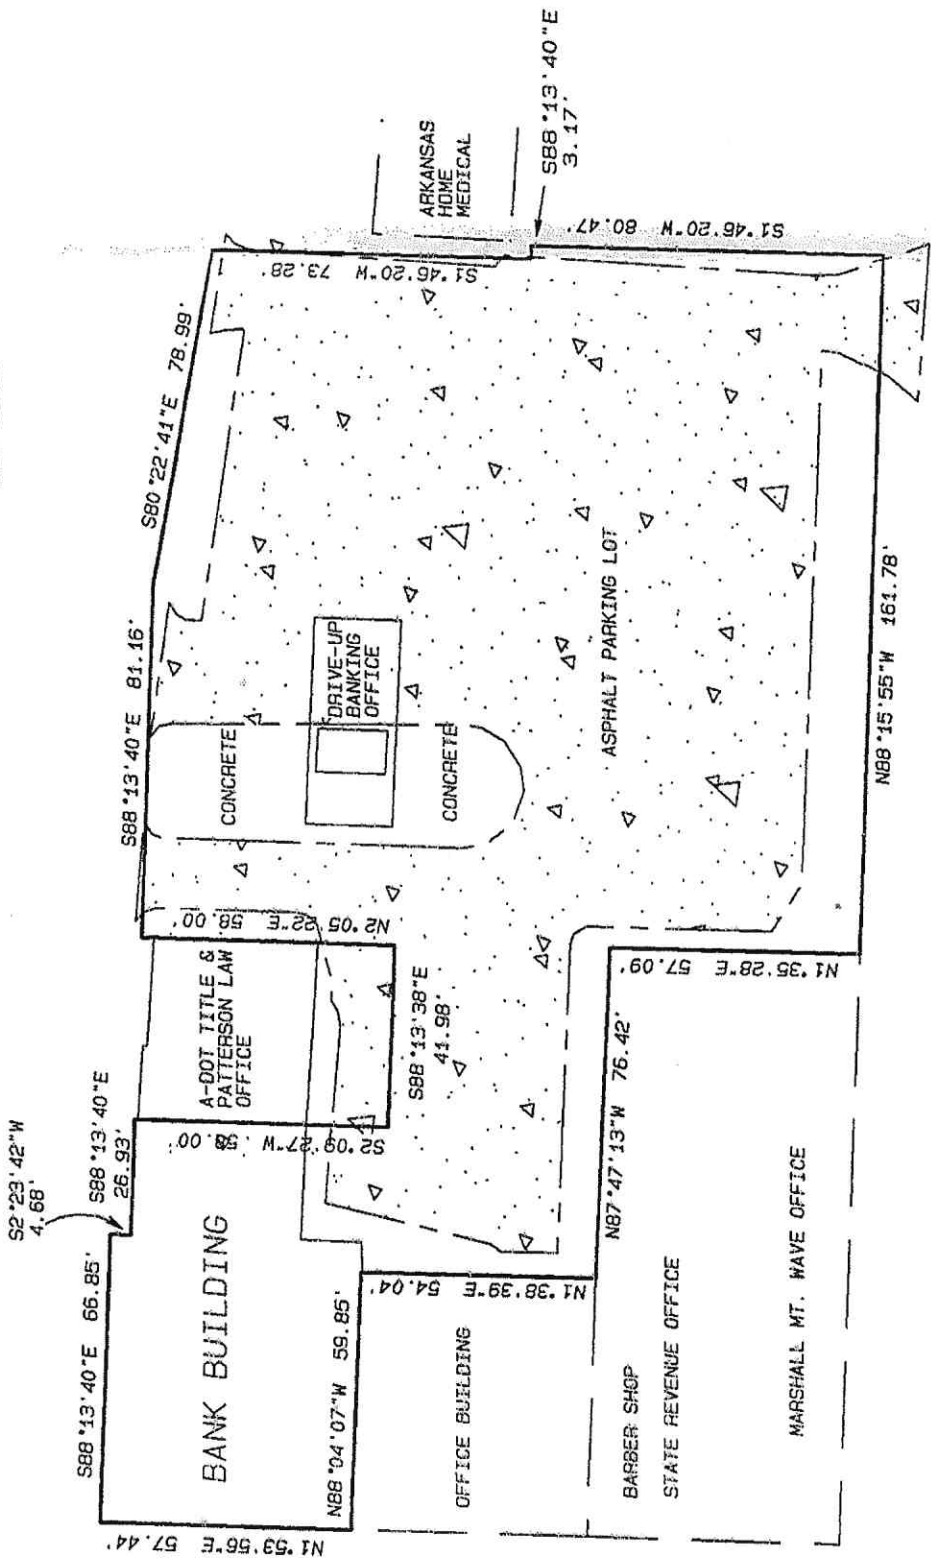 S2°23'42"W
4.68'
S88°13'40"E 66.85'
S88°13'40"E
26.93'
S88°13'40"E 81.16'
S80°22'41"E 78.99'
N1°53'56"E 57.44'
BANK BUILDING
N88°04'07"W 59.85'
S2°09'27"W 58.00'
A-DOT TITLE &
PATTERSON LAW
OFFICE
N2°05'22"E 58.00'
S88°13'38"E
41.98'
CONCRETE
DRIVE-UP
BANKING
OFFICE
CONCRETE
S1°46'20"W 73.28'
ARKANSAS
HOME
MEDICAL
S88°13'40"E
3.17'
S1°46'20"W 80.47'
ASPHALT PARKING LOT
OFFICE BUILDING
N1°38'39"E 54.04'
N87°47'13"W 76.42'
N1°35'28"E 57.09'
N88°15'55"W 161.78'
BARBER SHOP
STATE REVENUE OFFICE
MARSHALL MT. WAVE OFFICE